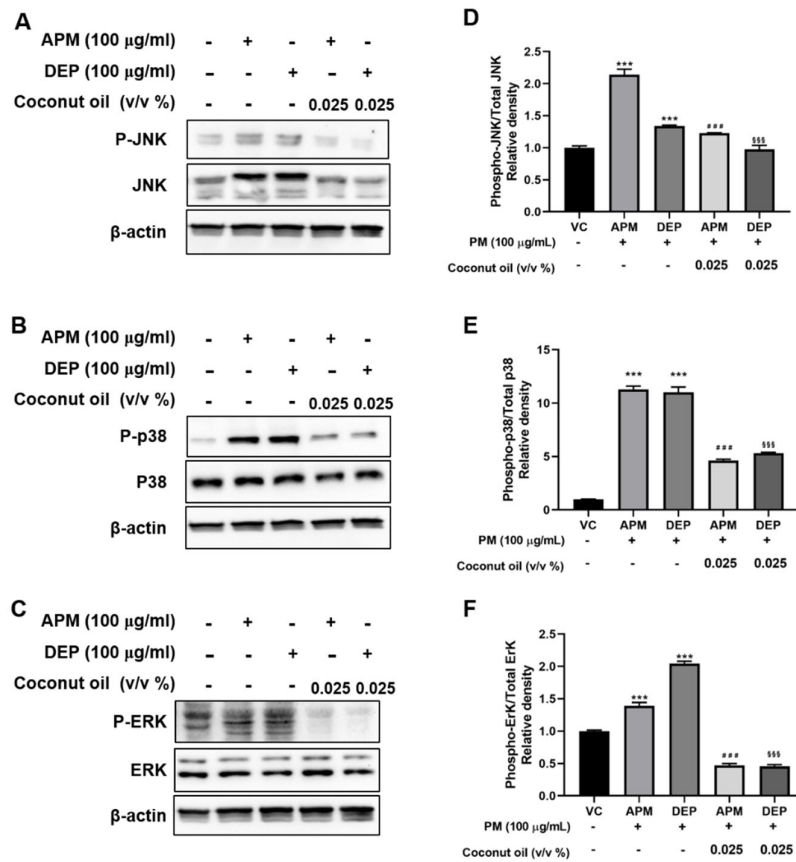 A
APM (100 μg/ml) - + - + -
DEP (100 μg/ml) - - + - +
Coconut oil (v/v %) - - - 0.025 0.025
P-JNK
JNK
β-actin
B
APM (100 μg/ml) - + - + -
DEP (100 μg/ml) - - + - +
Coconut oil (v/v %) - - - 0.025 0.025
P-p38
P38
β-actin
C
APM (100 μg/ml) - + - + -
DEP (100 μg/ml) - - + - +
Coconut oil (v/v %) - - - 0.025 0.025
P-ERK
ERK
β-actin
D
Phospho-JNK/Total JNK
Relative density
2.5
2.0
1.5
1.0
0.5
0.0
*** *** ### §§§
VC APM DEP APM DEP
PM (100 μg/mL) - + + + +
Coconut oil (v/v %) - - - 0.025 0.025
E
Phospho-p38/Total p38
Relative density
15
10
5
0
*** *** ### §§§
VC APM DEP APM DEP
PM (100 μg/mL) - + + + +
Coconut oil (v/v %) - - - 0.025 0.025
F
Phospho-ErK/Total ErK
Relative density
2.5
2.0
1.5
1.0
0.5
0.0
*** *** ### §§§
VC APM DEP APM DEP
PM (100 μg/mL) - + + + +
Coconut oil (v/v %) - - - 0.025 0.025